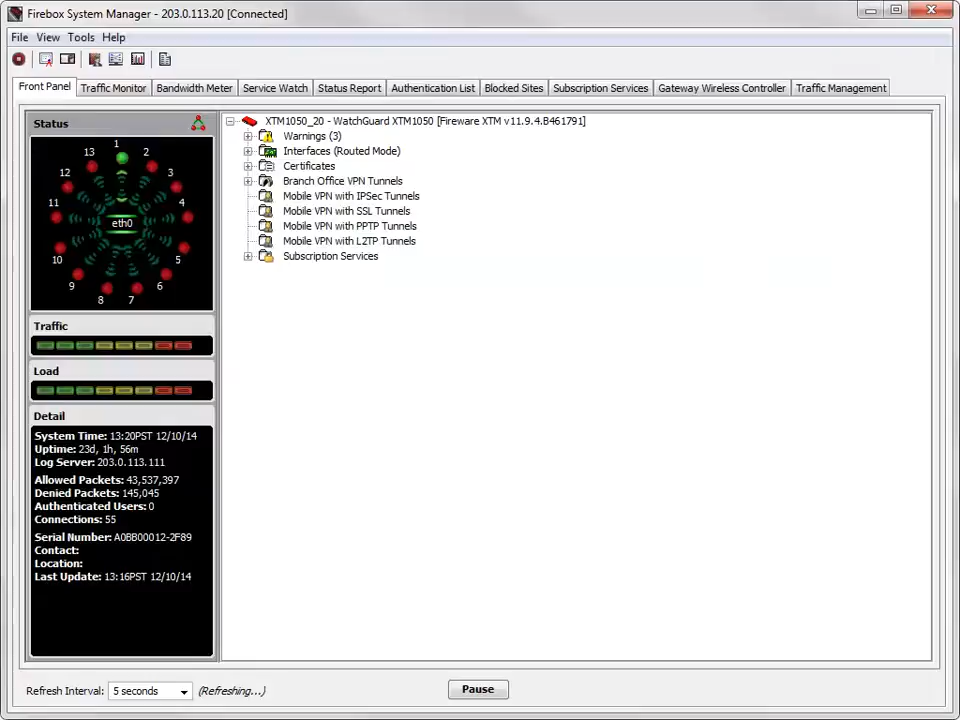 Firebox System Manager - 203.0.113.20 [Connected]
File View Tools Help
Front Panel Traffic Monitor Bandwidth Meter Service Watch Status Report Authentication List Blocked Sites Subscription Services Gateway Wireless Controller Traffic Management
Status
1
2
3
4
5
6
7
8
9
10
11
12
13
eth0
Traffic
Load
Detail
System Time: 13:20PST 12/10/14
Uptime: 23d, 1h, 56m
Log Server: 203.0.113.111
Allowed Packets: 43,537,397
Denied Packets: 145,045
Authenticated Users: 0
Connections: 55
Serial Number: A0BB00012-2F89
Contact:
Location:
Last Update: 13:16PST 12/10/14
XTM1050_20 - WatchGuard XTM1050 [Fireware XTM v11.9.4.B461791]
Warnings (3)
Interfaces (Routed Mode)
Certificates
Branch Office VPN Tunnels
Mobile VPN with IPSec Tunnels
Mobile VPN with SSL Tunnels
Mobile VPN with PPTP Tunnels
Mobile VPN with L2TP Tunnels
Subscription Services
Refresh Interval: 5 seconds (Refreshing...) Pause